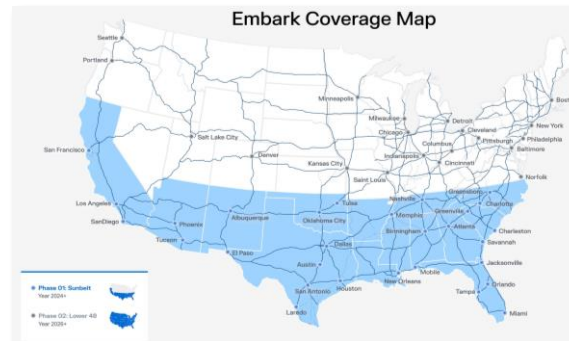 Embark Coverage Map
Seattle
Portland
Minneapolis
Milwaukee
Detroit
Bost
Chicago
Cleveland
New York
Salt Lake City
Columbus
Pittsburgh
Philadelphia
San Francisco
Denver
Indianapolis
Baltimore
Kansas City
Cincinnati
Saint Louis
Norfolk
Greensboro
Los Angeles
Tulsa
Nashville
Charlotte
Albuquerque
Oklahoma City
Memphis
Greenville
SanDiego
Phoenix
Birmingham
Atlanta
Charleston
Tucson
Dallas
Savannah
El Paso
Austin
Mobile
Jacksonville
New Orleans
San Antonio
Houston
Orlando
Tampa
Laredo
Miami
Phase 01: Sunbelt
Year 2024+
Phase 02: Lower 48
Year 2026+